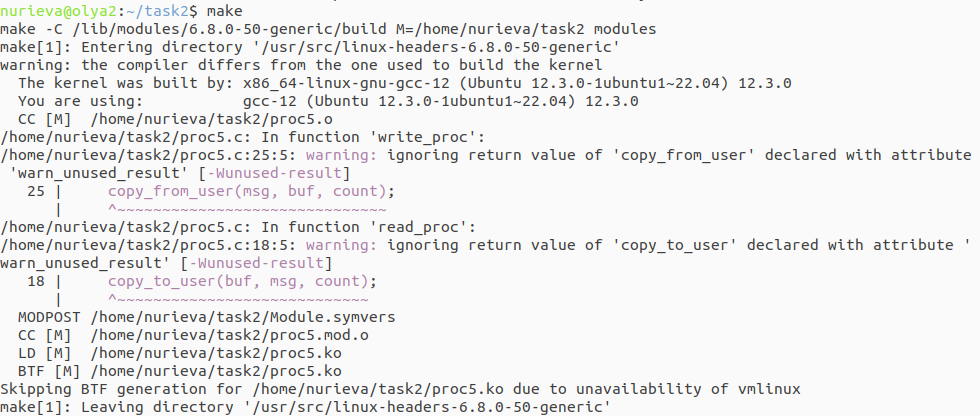 nurieva@olya2:~/task2$ make
make -C /lib/modules/6.8.0-50-generic/build M=/home/nurieva/task2 modules
make[1]: Entering directory '/usr/src/linux-headers-6.8.0-50-generic'
warning: the compiler differs from the one used to build the kernel
  The kernel was built by: x86_64-linux-gnu-gcc-12 (Ubuntu 12.3.0-1ubuntu1~22.04) 12.3.0
  You are using:           gcc-12 (Ubuntu 12.3.0-1ubuntu1~22.04) 12.3.0
  CC [M]  /home/nurieva/task2/proc5.o
/home/nurieva/task2/proc5.c: In function 'write_proc':
/home/nurieva/task2/proc5.c:25:5: warning: ignoring return value of 'copy_from_user' declared with attribute
 'warn_unused_result' [-Wunused-result]
   25 |     copy_from_user(msg, buf, count);
      |     ^~~~~~~~~~~~~~~~~~~~~~~~~~~~~~~
/home/nurieva/task2/proc5.c: In function 'read_proc':
/home/nurieva/task2/proc5.c:18:5: warning: ignoring return value of 'copy_to_user' declared with attribute '
warn_unused_result' [-Wunused-result]
   18 |     copy_to_user(buf, msg, count);
      |     ^~~~~~~~~~~~~~~~~~~~~~~~~~~~~
  MODPOST /home/nurieva/task2/Module.symvers
  CC [M]  /home/nurieva/task2/proc5.mod.o
  LD [M]  /home/nurieva/task2/proc5.ko
  BTF [M] /home/nurieva/task2/proc5.ko
Skipping BTF generation for /home/nurieva/task2/proc5.ko due to unavailability of vmlinux
make[1]: Leaving directory '/usr/src/linux-headers-6.8.0-50-generic'